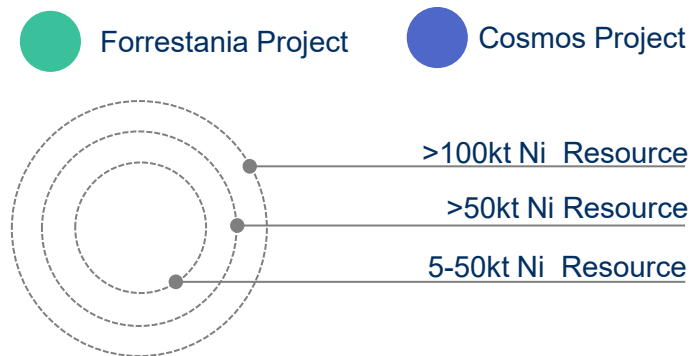 Forrestania Project
Cosmos Project
>100kt Ni Resource
>50kt Ni Resource
5-50kt Ni Resource